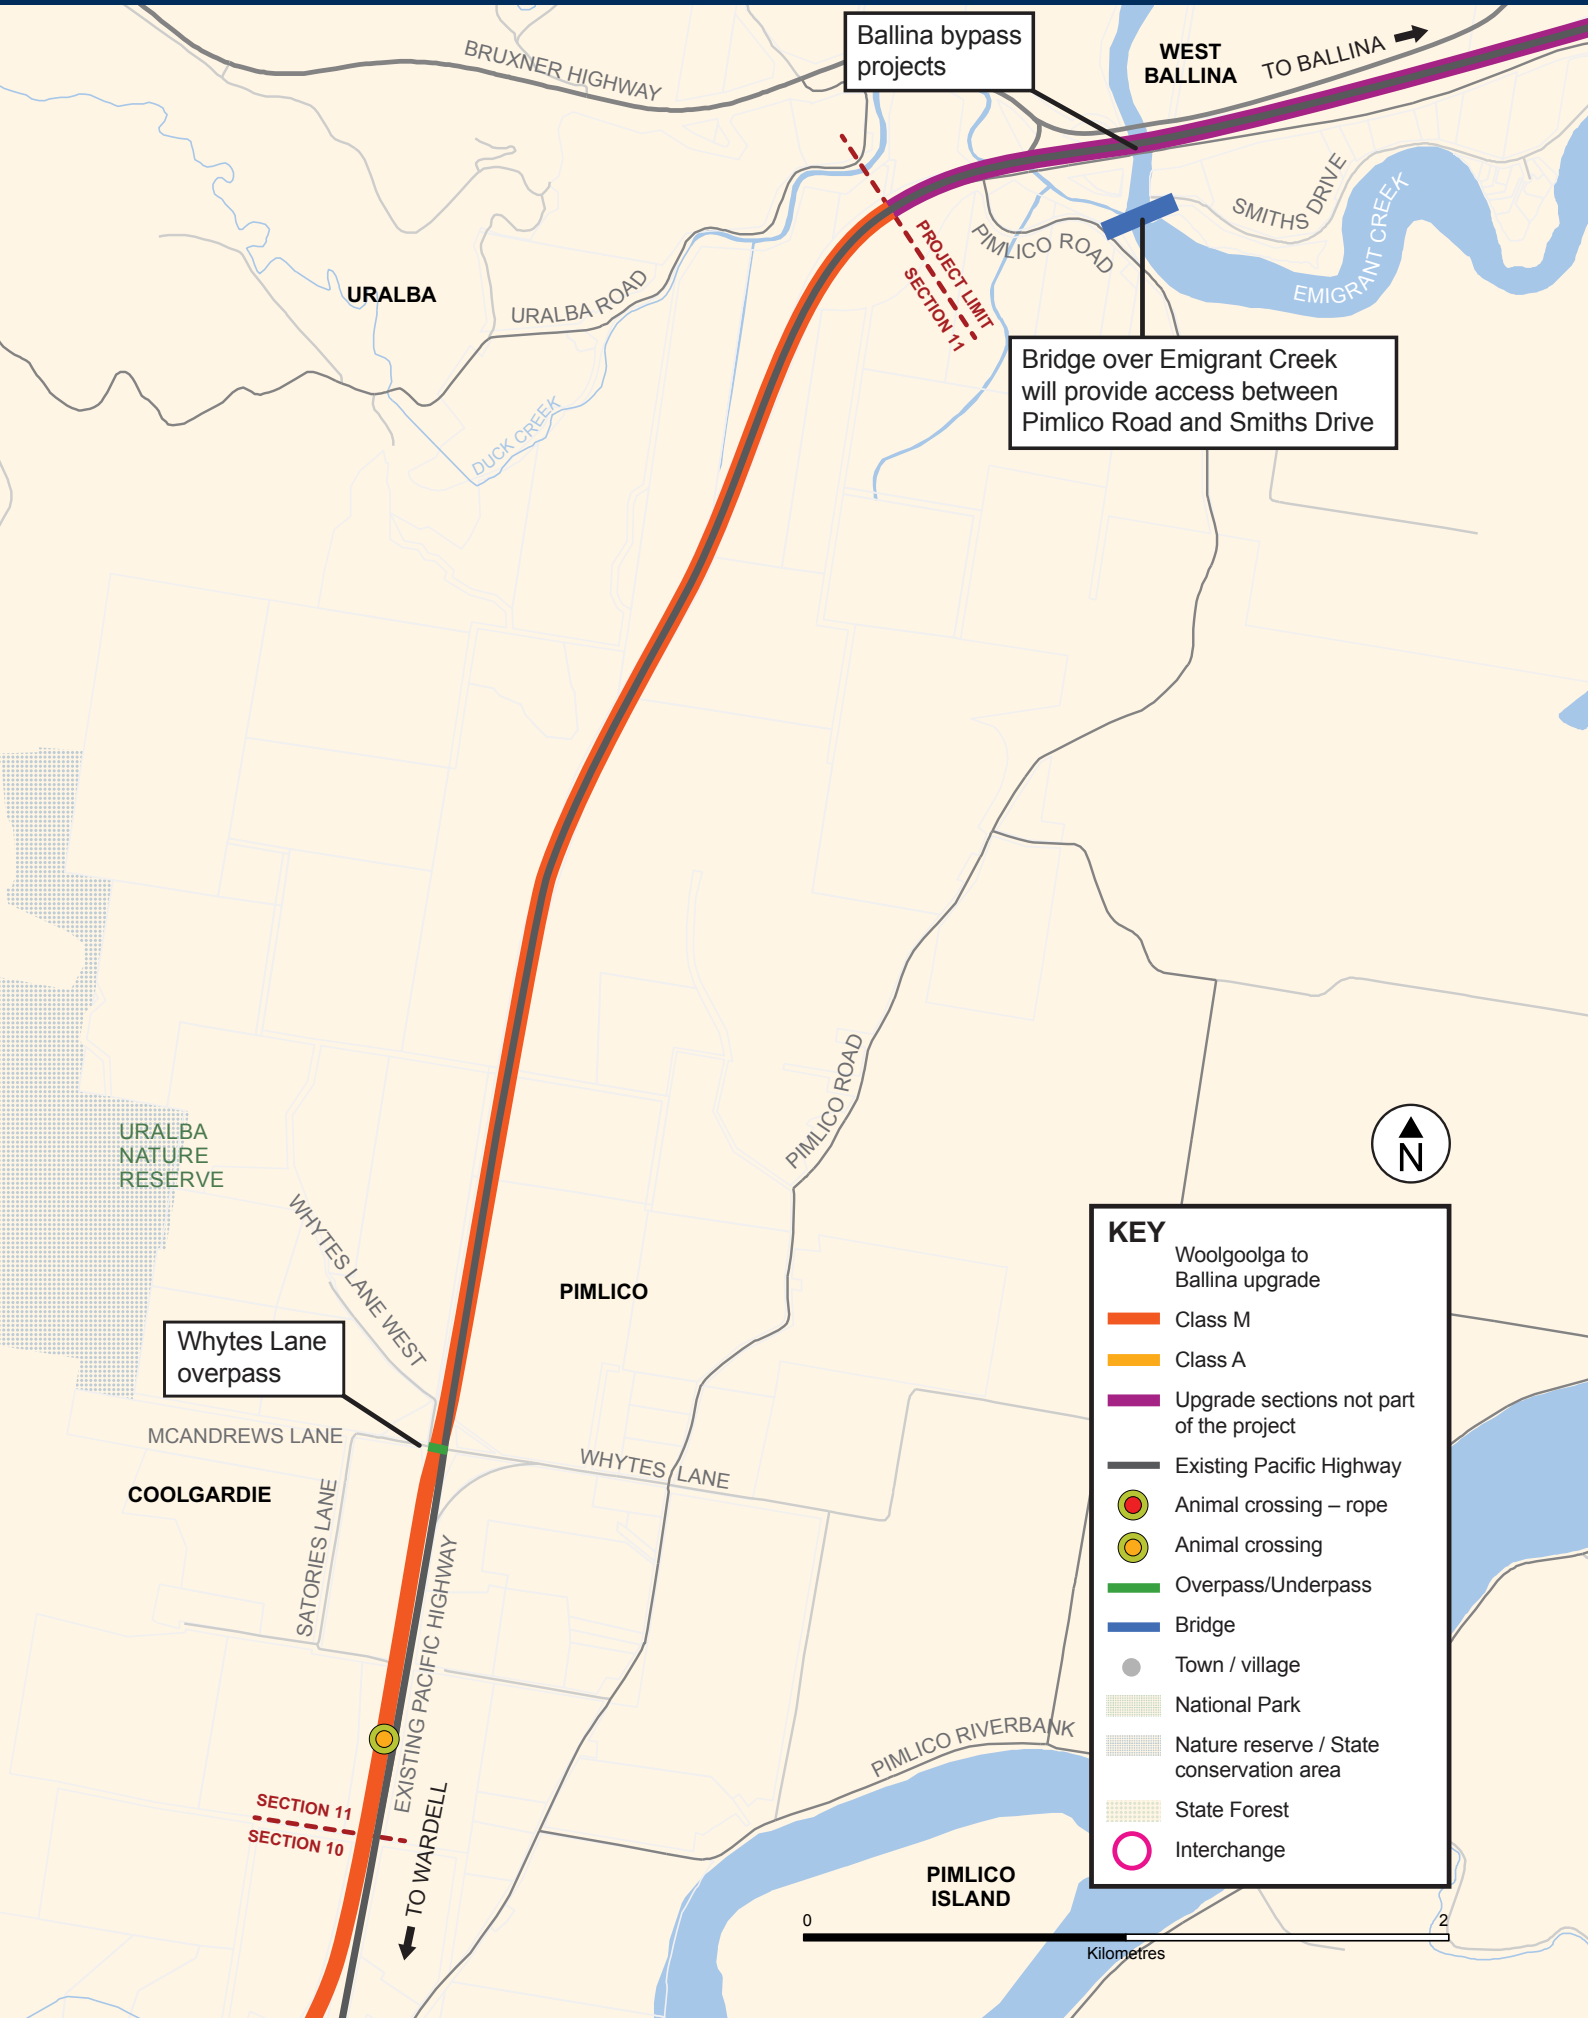 BRUXNER HIGHWAY
Ballina bypass
projects
WEST
BALLINA
TO BALLINA
SMITHS DRIVE
EMIGRANT CREEK
PIMLICO ROAD
PROJECT LIMIT
SECTION 11
URALBA
URALBA ROAD
DUCK CREEK
Bridge over Emigrant Creek
will provide access between
Pimlico Road and Smiths Drive
PIMLICO ROAD
URALBA
NATURE
RESERVE
WHYTES LANE WEST
PIMLICO
Whytes Lane
overpass
MCANDREWS LANE
WHYTES LANE
COOLGARDIE
SATORIES LANE
EXISTING PACIFIC HIGHWAY
SECTION 11
SECTION 10
TO WARDELL
PIMLICO RIVERBANK
PIMLICO
ISLAND
N
KEY
Woolgoolga to
Ballina upgrade
Class M
Class A
Upgrade sections not part
of the project
Existing Pacific Highway
Animal crossing – rope
Animal crossing
Overpass/Underpass
Bridge
Town / village
National Park
Nature reserve / State
conservation area
State Forest
Interchange
0 2
Kilometres